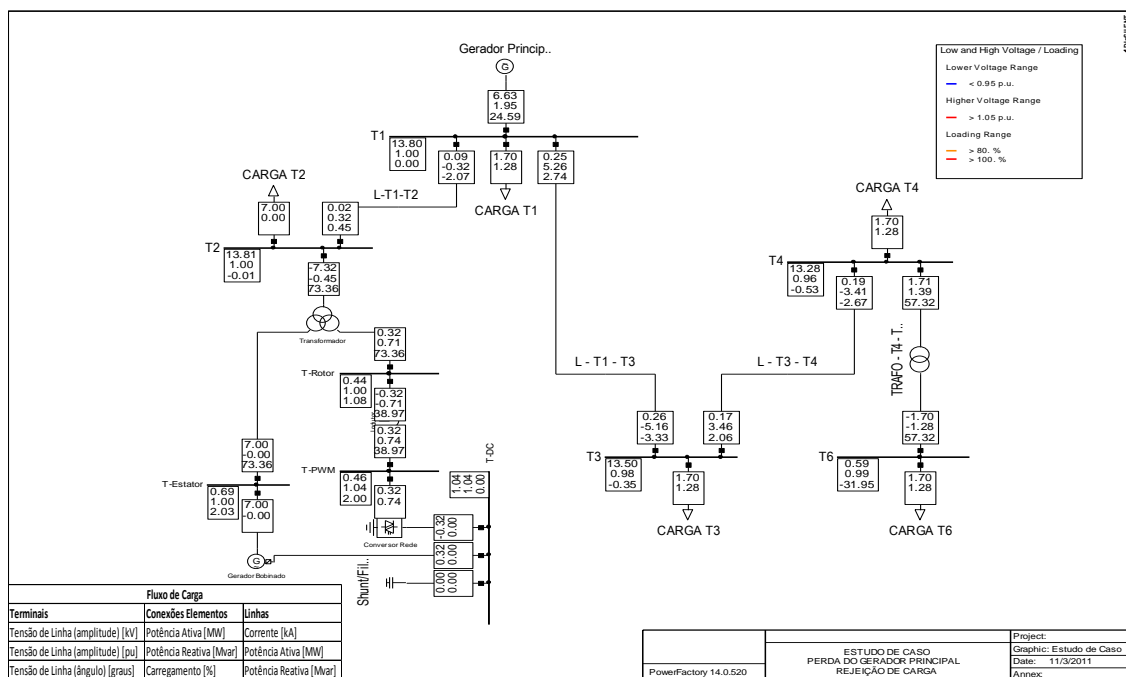 Gerador Princip..
G
6.63
1.95
24.59
T1
13.80
1.00
0.00
0.09
-0.32
-2.07
1.70
1.28
0.25
5.26
2.74
CARGA T1
L-T1-T2
CARGA T2
7.00
0.00
0.02
0.32
0.45
T2
13.81
1.00
-0.01
-7.32
-0.45
73.36
Transformador
0.32
0.71
73.36
T-Rotor
0.44
1.00
1.08
-0.32
-0.71
38.97
0.32
0.74
38.97
T-PWM
0.46
1.04
2.00
0.32
0.74
Conversor Rede
7.00
-0.00
73.36
T-Estator
0.69
1.00
2.03
7.00
-0.00
G
Gerador Bobinado
T-DC
1.04
1.04
0.00
-0.32
0.00
0.32
0.00
0.00
0.00
Shunt/Fil..
L - T1 - T3
0.26
-5.16
-3.33
0.17
3.46
2.06
T3
13.50
0.98
-0.35
1.70
1.28
CARGA T3
L - T3 - T4
CARGA T4
1.70
1.28
T4
13.28
0.96
-0.53
0.19
-3.41
-2.67
1.71
1.39
57.32
TRAFO - T4 - T..
-1.70
-1.28
57.32
T6
0.59
0.99
-31.95
1.70
1.28
CARGA T6
Low and High Voltage / Loading
Lower Voltage Range
< 0.95 p.u.
Higher Voltage Range
> 1.05 p.u.
Loading Range
> 80. %
> 100. %
Fluxo de Carga
Terminais Conexões Elementos Linhas
Tensão de Linha (amplitude) [kV] Potência Ativa [MW] Corrente [kA]
Tensão de Linha (amplitude) [pu] Potência Reativa [Mvar] Potência Ativa [MW]
Tensão de Linha (ângulo) [graus] Carregamento [%] Potência Reativa [Mvar]
PowerFactory 14.0.520
ESTUDO DE CASO
PERDA DO GERADOR PRINCIPAL
REJEIÇÃO DE CARGA
Project:
Graphic: Estudo de Caso
Date: 11/3/2011
Annex: